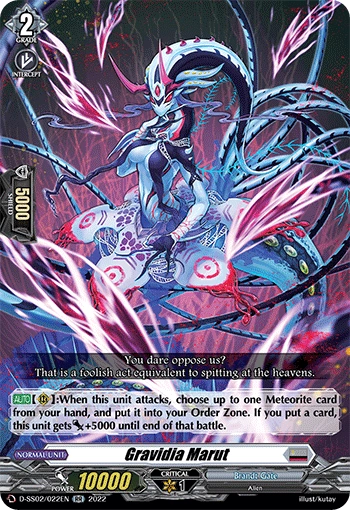 2
GRADE
INTERCEPT
5000
SHIELD
You dare oppose us?
That is a foolish act equivalent to spitting at the heavens.
AUTO :When this unit attacks, choose up to one Meteorite card
from your hand, and put it into your Order Zone. If you put a card,
this unit gets +5000 until end of that battle.
NORMAL UNIT
Gravidia Marut
POWER 10000
CRITICAL
1
Brandt Gate
Alien
D-SS02/022EN RR 2022
illust/kutay